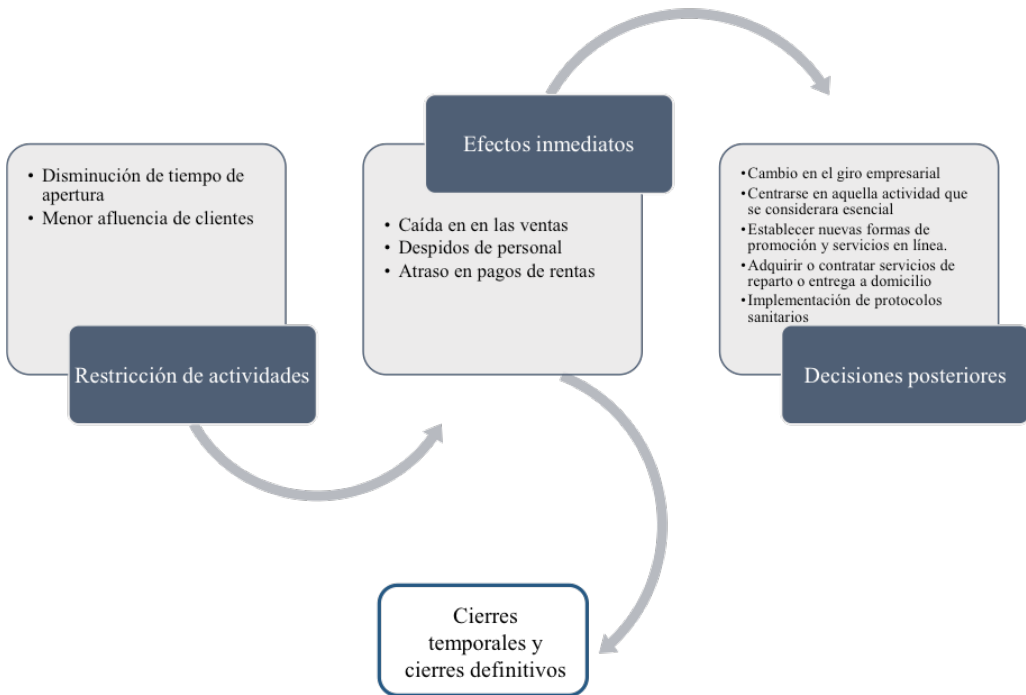 • Disminución de tiempo de
apertura
• Menor afluencia de clientes
Restricción de actividades
Efectos inmediatos
• Caída en en las ventas
• Despidos de personal
• Atraso en pagos de rentas
•Cambio en el giro empresarial
•Centrarse en aquella actividad que
se considerara esencial
•Establecer nuevas formas de
promoción y servicios en línea.
•Adquirir o contratar servicios de
reparto o entrega a domicilio
•Implementación de protocolos
sanitarios
Decisiones posteriores
Cierres
temporales y
cierres definitivos